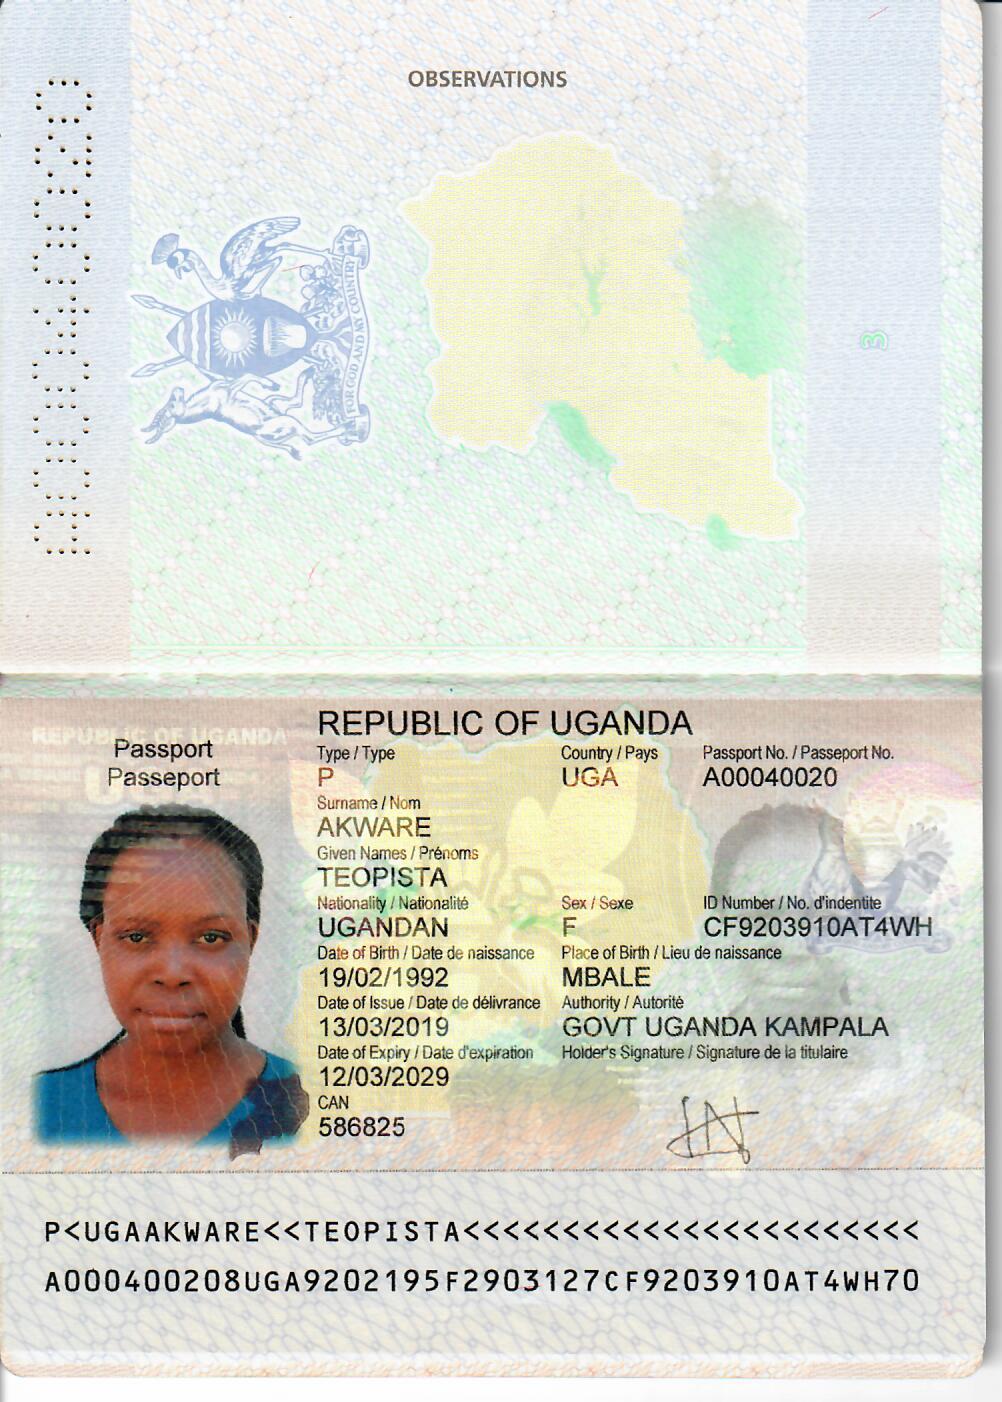 OBSERVATIONS
FOR GOD AND MY COUNTRY
3
REPUBLIC OF UGANDA
Passport
Passeport
Type / Type Country / Pays Passport No. / Passeport No.
P UGA A00040020
Surname / Nom
AKWARE
Given Names / Prénoms
TEOPISTA
Nationality / Nationalité Sex / Sexe ID Number / No. d'indentite
UGANDAN F CF9203910AT4WH
Date of Birth / Date de naissance Place of Birth / Lieu de naissance
19/02/1992 MBALE
Date of Issue / Date de délivrance Authority / Autorité
13/03/2019 GOVT UGANDA KAMPALA
Date of Expiry / Date d'expiration Holder's Signature / Signature de la titulaire
12/03/2029
CAN
586825
P<UGAAKWARE<<TEOPISTA<<<<<<<<<<<<<<<<<<<<<<<
A000400208UGA9202195F2903127CF9203910AT4WH70